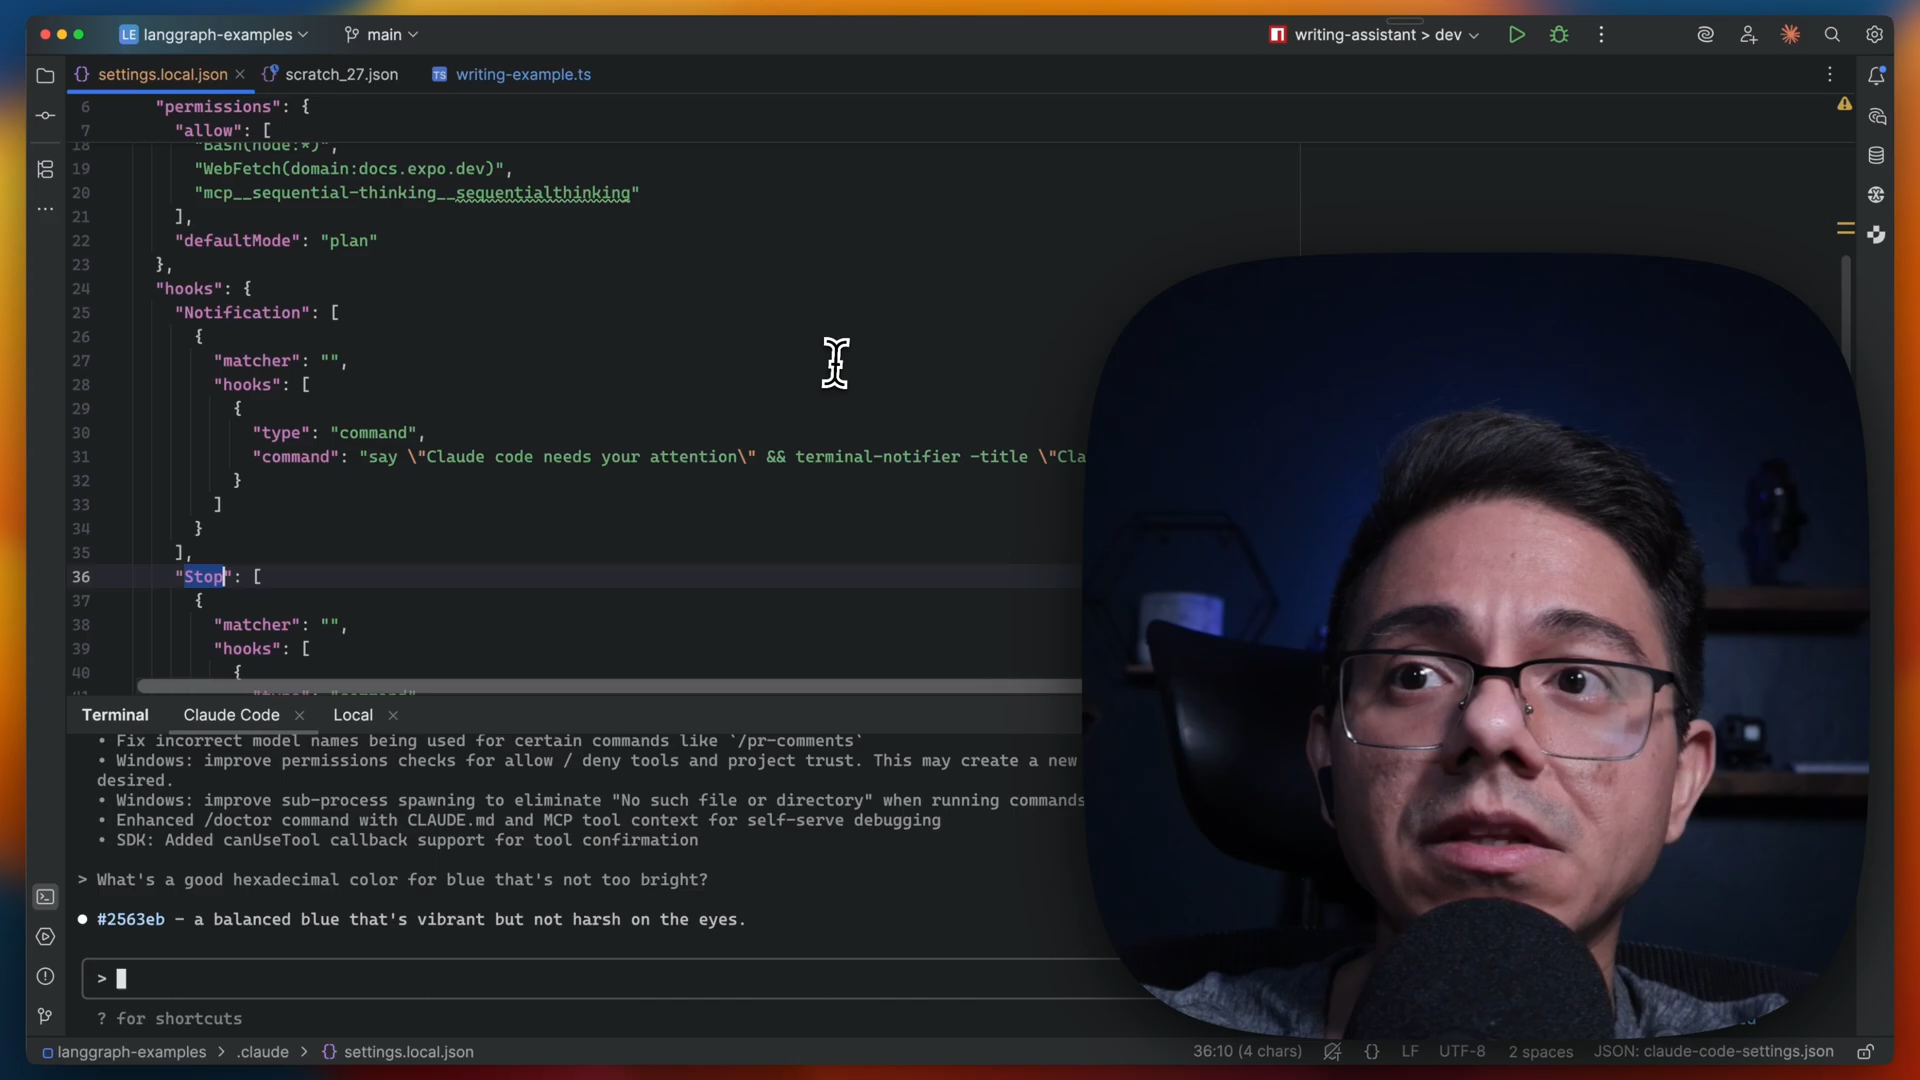 LE langgraph-examples main writing-assistant > dev
settings.local.json scratch_27.json TS writing-example.ts
6 "permissions": {
7 "allow": [
18 "Bash(node:*)",
19 "WebFetch(domain:docs.expo.dev)",
20 "mcp__sequential-thinking__sequentialthinking"
21 ],
22 "defaultMode": "plan"
23 },
24 "hooks": {
25 "Notification": [
26 {
27 "matcher": "",
28 "hooks": [
29 {
30 "type": "command",
31 "command": "say \"Claude code needs your attention\" && terminal-notifier -title \"Cla
32 }
33 ]
34 }
35 ],
36 "Stop": [
37 {
38 "matcher": "",
39 "hooks": [
40 {
41 "type": "command"
Terminal Claude Code Local
• Fix incorrect model names being used for certain commands like `/pr-comments`
• Windows: improve permissions checks for allow / deny tools and project trust. This may create a new
desired.
• Windows: improve sub-process spawning to eliminate "No such file or directory" when running commands
• Enhanced /doctor command with CLAUDE.md and MCP tool context for self-serve debugging
• SDK: Added canUseTool callback support for tool confirmation
> What's a good hexadecimal color for blue that's not too bright?
#2563eb – a balanced blue that's vibrant but not harsh on the eyes.
>
? for shortcuts
langgraph-examples > .claude > {} settings.local.json 36:10 (4 chars) {} LF UTF-8 2 spaces JSON: claude-code-settings.json